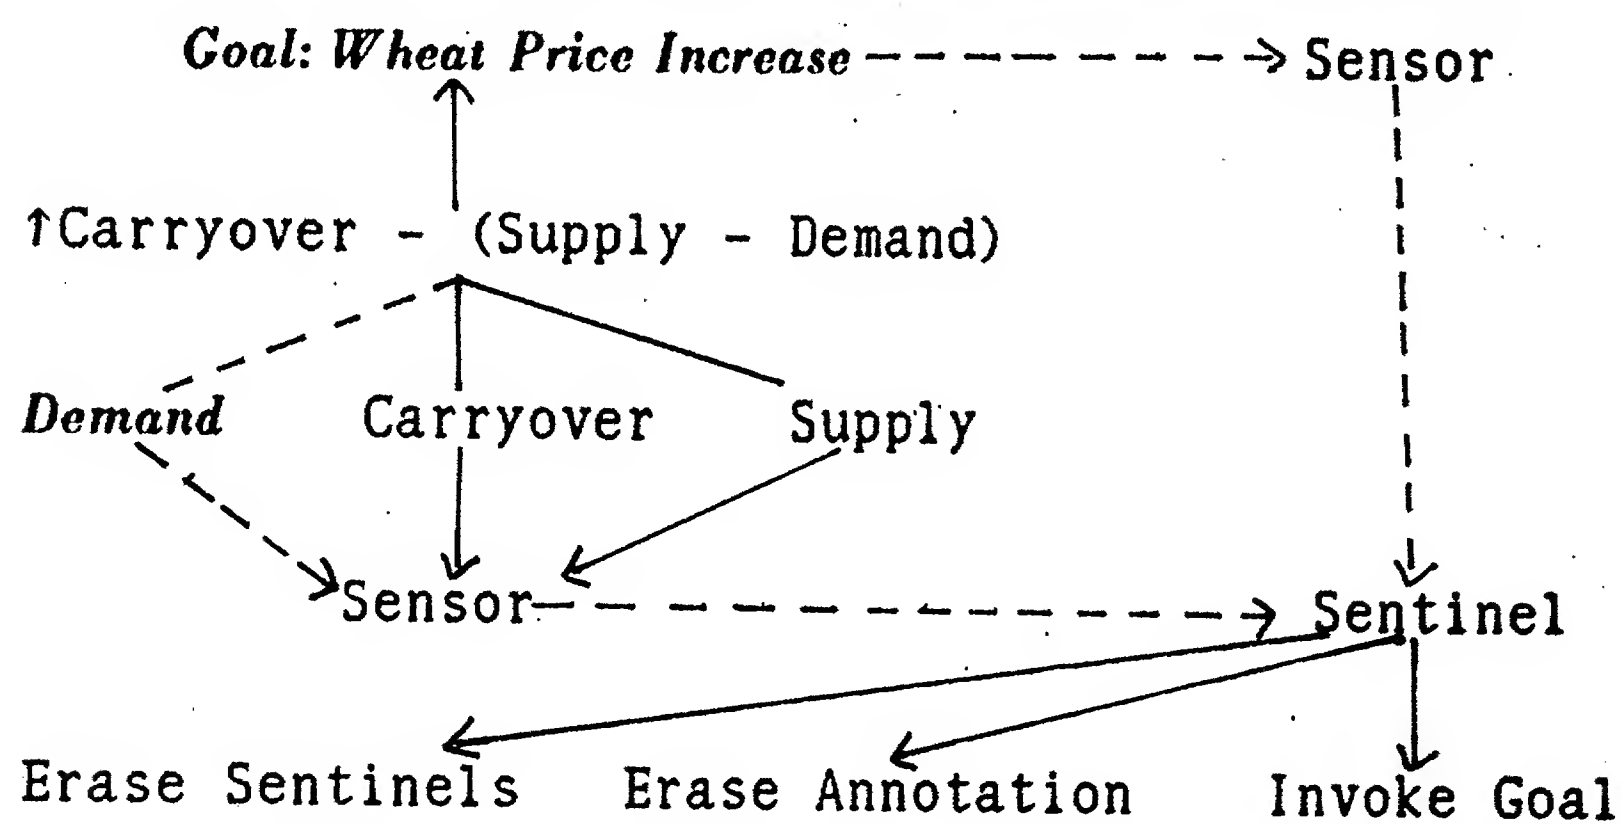 Goal: Wheat Price Increase Sensor
↑Carryover - (Supply - Demand)
Demand Carryover Supply
Sensor Sentinel
Erase Sentinels Erase Annotation Invoke Goal